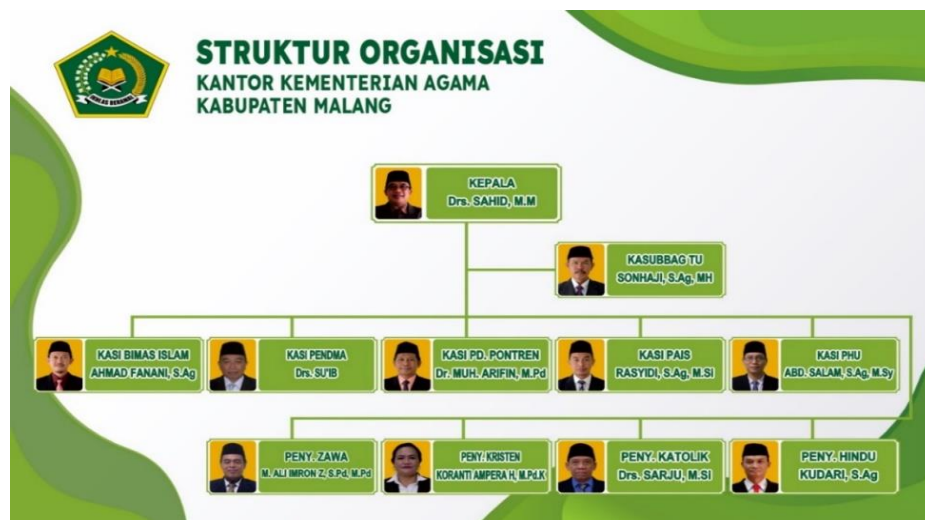 IKHLAS BERAMAL
STRUKTUR ORGANISASI
KANTOR KEMENTERIAN AGAMA
KABUPATEN MALANG
KEPALA
Drs. SAHID, M.M
KASUBBAG TU
SONHAJI, S.Ag, MH
KASI BIMAS ISLAM
AHMAD FANANI, S.Ag
KASI PENDMA
Drs. SU'IB
KASI PD. PONTREN
Dr. MUH. ARIFIN, M.Pd
KASI PAIS
RASYIDI, S.Ag, M.Si
KASI PHU
ABD. SALAM, S.Ag, M.Sy
PENY. ZAWA
M. ALI IMRON Z, S.Pd, M.Pd
PENY. KRISTEN
KORANTI AMPERA H, M.Pd.K
PENY. KATOLIK
Drs. SARJU, M.SI
PENY. HINDU
KUDARI, S.Ag